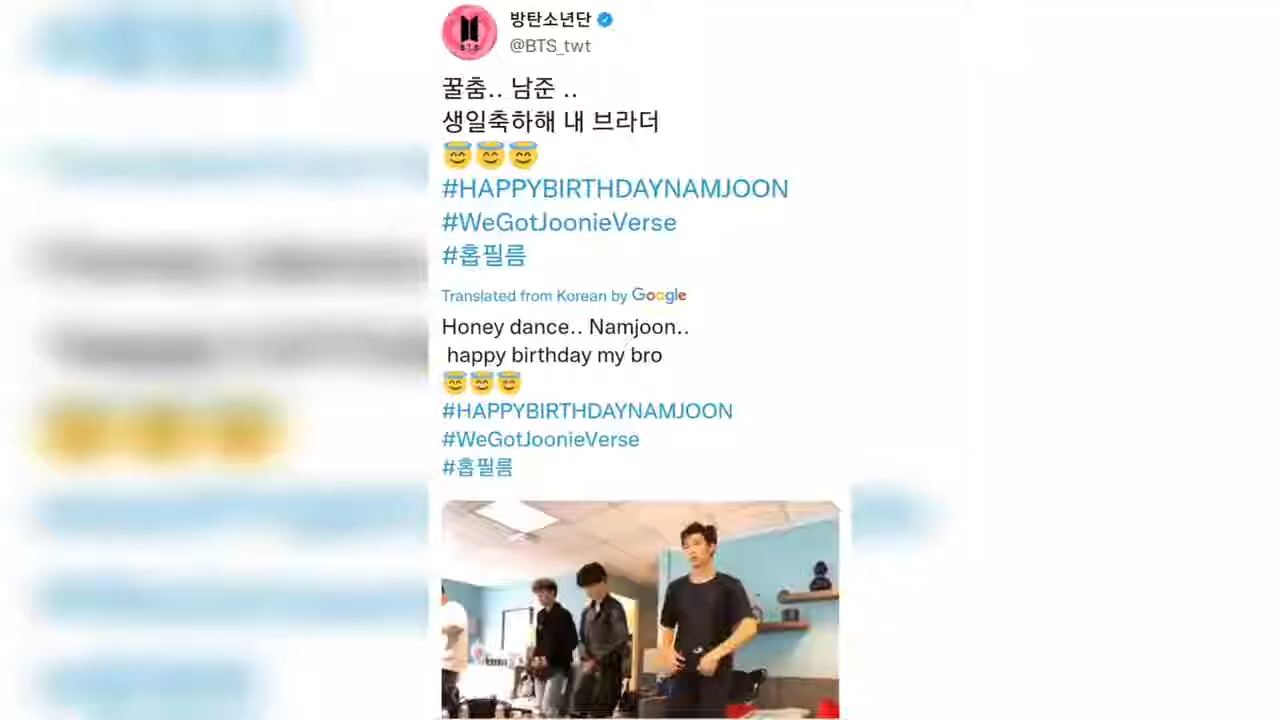 방탄소년단
@BTS_twt
꿀춤.. 남준 ..
생일축하해 내 브라더
😇😇😇
#HAPPYBIRTHDAYNAMJOON
#WeGotJoonieVerse
#홉필름
Translated from Korean by Google
Honey dance.. Namjoon..
happy birthday my bro
😇😇😇
#HAPPYBIRTHDAYNAMJOON
#WeGotJoonieVerse
#홉필름